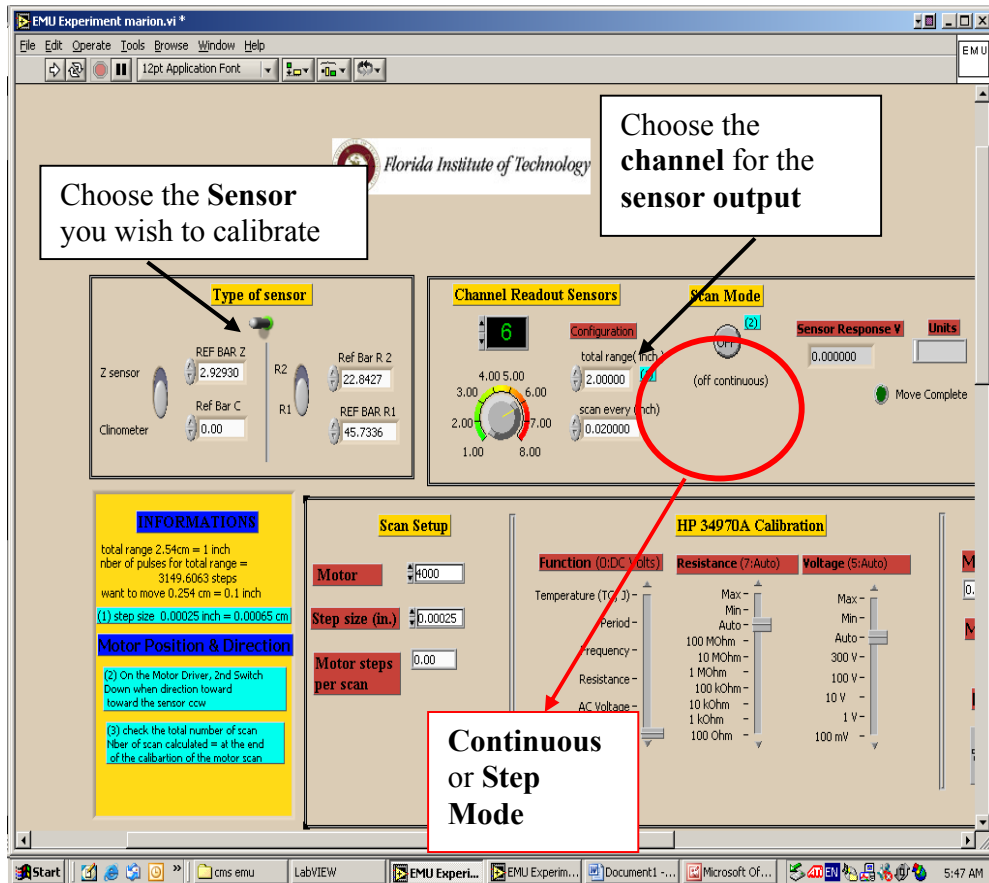 EMU Experiment marion.vi *
File Edit Operate Tools Browse Window Help
12pt Application Font
EMU
Florida Institute of Technology
Choose the
channel for the
sensor output
Choose the Sensor
you wish to calibrate
Type of sensor
Z sensor
Clinometer
REF BAR Z
2.92930
Ref Bar C
0.00
R2
R1
Ref Bar R 2
22.8427
REF BAR R1
45.7336
Channel Readout Sensors
6
1.00
2.00
3.00
4.00 5.00
6.00
7.00
8.00
Configuration
total range( inch )
2.00000
scan every (inch)
0.020000
Scan Mode
OFF
(2)
(off continuous)
Sensor Response V
0.000000
Units
Move Complete
INFORMATIONS
total range 2.54cm = 1 inch
nber of pulses for total range =
3149.6063 steps
want to move 0.254 cm = 0.1 inch
(1) step size 0.00025 inch = 0.00065 cm
Motor Position & Direction
(2) On the Motor Driver, 2nd Switch
Down when direction toward
toward the sensor ccw
(3) check the total number of scan
Nber of scan calculated = at the end
of the calibartion of the motor scan
Scan Setup
Motor
4000
Step size (in.)
0.00025
Motor steps
per scan
0.00
HP 34970A Calibration
Function (0:DC Volts)
Temperature (TC, J)
Period
Frequency
Resistance
AC Voltage
Resistance (7:Auto)
Max
Min
Auto
100 MOhm
10 MOhm
1 MOhm
100 kOhm
10 kOhm
1 kOhm
100 Ohm
Voltage (5:Auto)
Max
Min
Auto
300 V
100 V
10 V
1 V
100 mV
M
0.
M
Continuous
or Step
Mode
Start
cms emu
LabVIEW
EMU Experi...
EMU Experim...
Document1 -...
Microsoft Of...
EN
5:47 AM